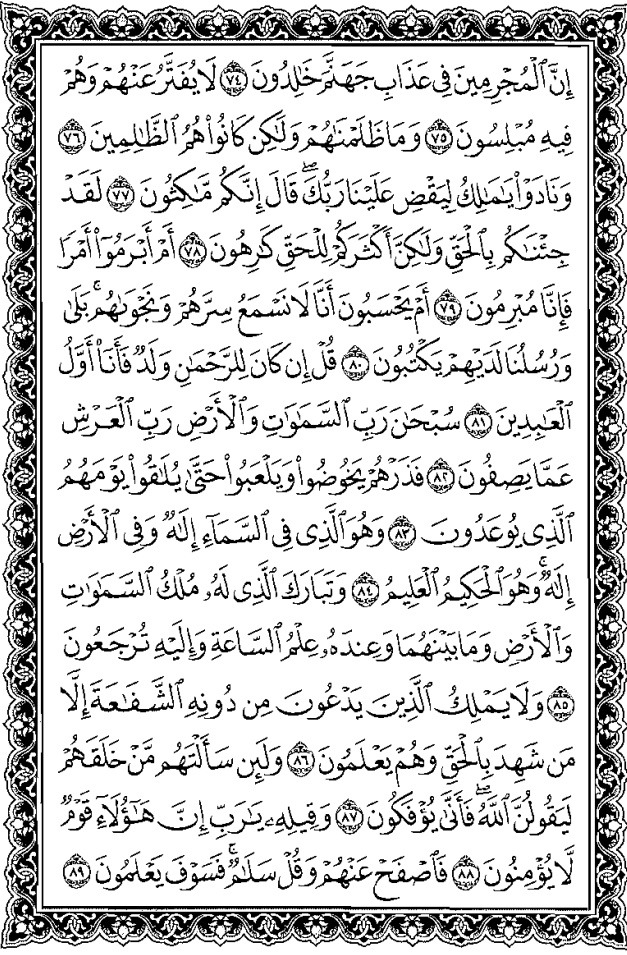 إِنَّ ٱلْمُجْرِمِينَ فِى عَذَابِ جَهَنَّمَ خَٰلِدُونَ ٧٤ لَا يُفَتَّرُ عَنْهُمْ وَهُمْ
فِيهِ مُبْلِسُونَ ٧٥ وَمَا ظَلَمْنَٰهُمْ وَلَٰكِن كَانُوا۟ هُمُ ٱلظَّٰلِمِينَ ٧٦
وَنَادَوْا۟ يَٰمَٰلِكُ لِيَقْضِ عَلَيْنَا رَبُّكَ ۖ قَالَ إِنَّكُم مَّٰكِثُونَ ٧٧ لَقَدْ
جِئْنَٰكُم بِٱلْحَقِّ وَلَٰكِنَّ أَكْثَرَكُمْ لِلْحَقِّ كَٰرِهُونَ ٧٨ أَمْ أَبْرَمُوٓا۟ أَمْرًا
فَإِنَّا مُبْرِمُونَ ٧٩ أَمْ يَحْسَبُونَ أَنَّا لَا نَسْمَعُ سِرَّهُمْ وَنَجْوَىٰهُم ۚ بَلَىٰ
وَرُسُلُنَا لَدَيْهِمْ يَكْتُبُونَ ٨٠ قُلْ إِن كَانَ لِلرَّحْمَٰنِ وَلَدٌ فَأَنَا۠ أَوَّلُ
ٱلْعَٰبِدِينَ ٨١ سُبْحَٰنَ رَبِّ ٱلسَّمَٰوَٰتِ وَٱلْأَرْضِ رَبِّ ٱلْعَرْشِ
عَمَّا يَصِفُونَ ٨٢ فَذَرْهُمْ يَخُوضُوا۟ وَيَلْعَبُوا۟ حَتَّىٰ يُلَٰقُوا۟ يَوْمَهُمُ
ٱلَّذِى يُوعَدُونَ ٨٣ وَهُوَ ٱلَّذِى فِى ٱلسَّمَآءِ إِلَٰهٌ وَفِى ٱلْأَرْضِ
إِلَٰهٌ ۚ وَهُوَ ٱلْحَكِيمُ ٱلْعَلِيمُ ٨٤ وَتَبَارَكَ ٱلَّذِى لَهُۥ مُلْكُ ٱلسَّمَٰوَٰتِ
وَٱلْأَرْضِ وَمَا بَيْنَهُمَا وَعِندَهُۥ عِلْمُ ٱلسَّاعَةِ وَإِلَيْهِ تُرْجَعُونَ
٨٥ وَلَا يَمْلِكُ ٱلَّذِينَ يَدْعُونَ مِن دُونِهِ ٱلشَّفَٰعَةَ إِلَّا
مَن شَهِدَ بِٱلْحَقِّ وَهُمْ يَعْلَمُونَ ٨٦ وَلَئِن سَأَلْتَهُم مَّنْ خَلَقَهُمْ
لَيَقُولُنَّ ٱللَّهُ ۖ فَأَنَّىٰ يُؤْفَكُونَ ٨٧ وَقِيلِهِۦ يَٰرَبِّ إِنَّ هَٰٓؤُلَآءِ قَوْمٌ
لَّا يُؤْمِنُونَ ٨٨ فَٱصْفَحْ عَنْهُمْ وَقُلْ سَلَٰمٌ ۚ فَسَوْفَ يَعْلَمُونَ ٨٩